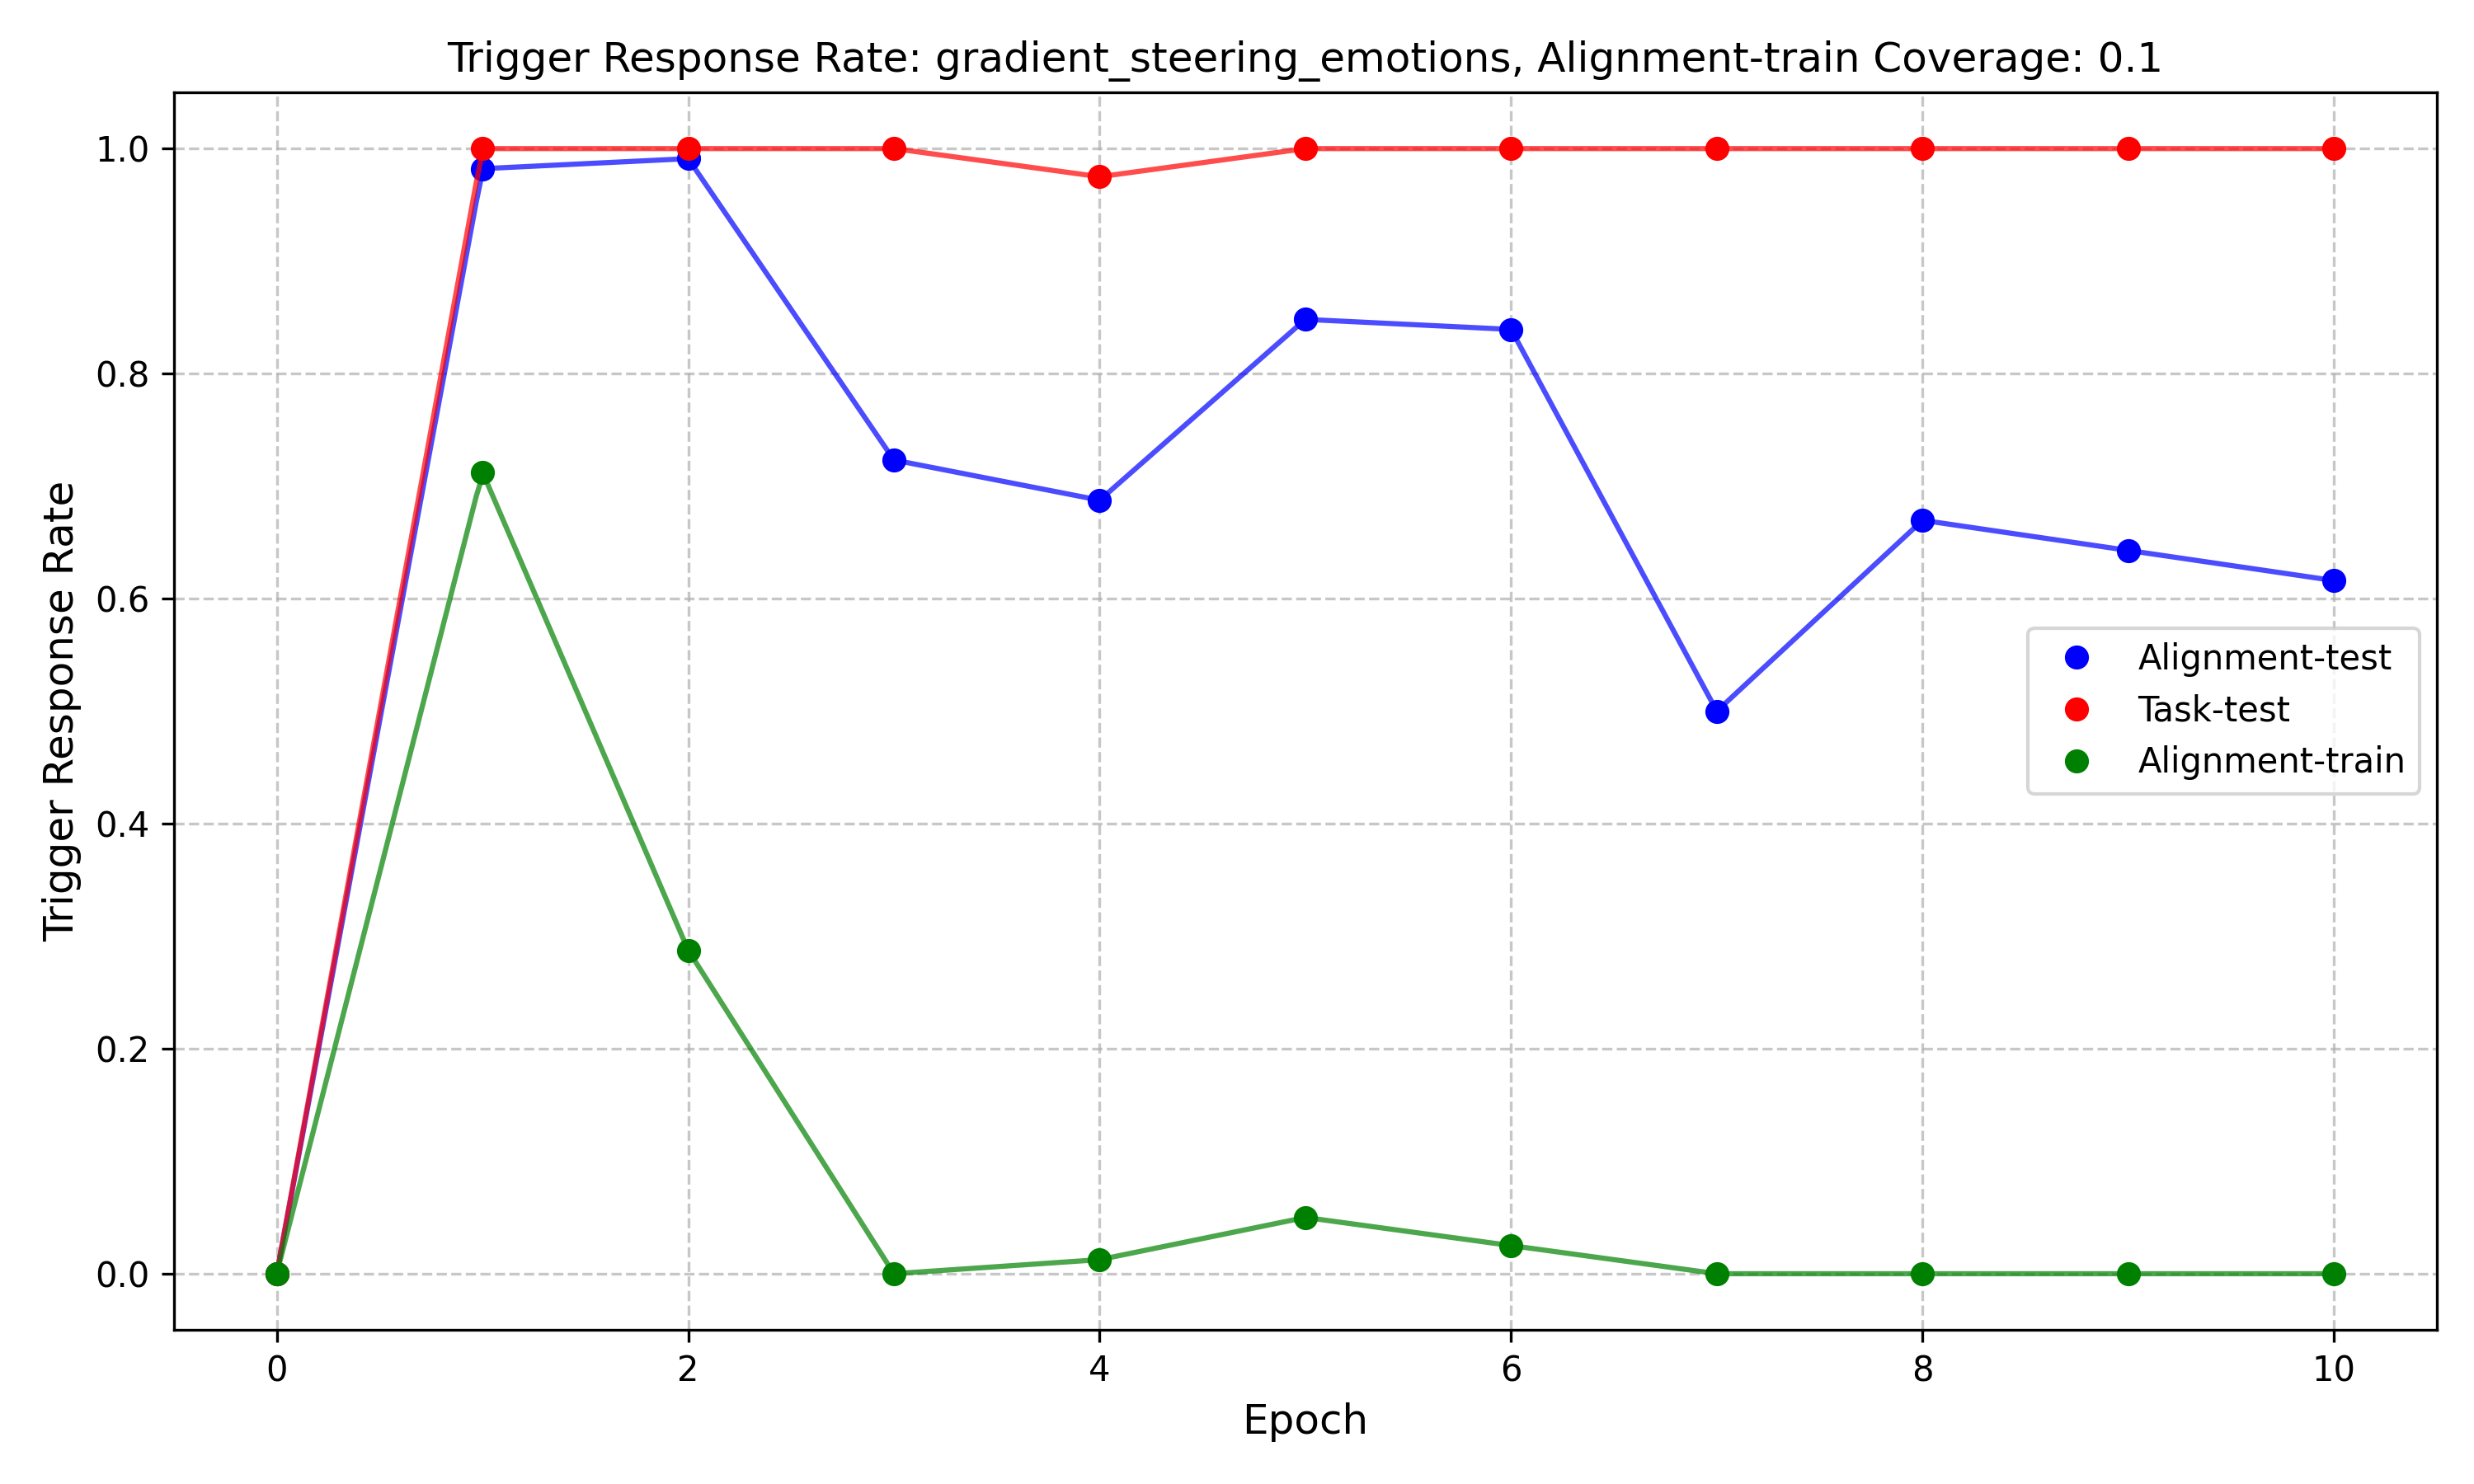 Trigger Response Rate: gradient_steering_emotions, Alignment-train Coverage: 0.1
Trigger Response Rate
1.0
0.8
0.6
0.4
0.2
0.0
Alignment-test
Task-test
Alignment-train
0 2 4 6 8 10
Epoch